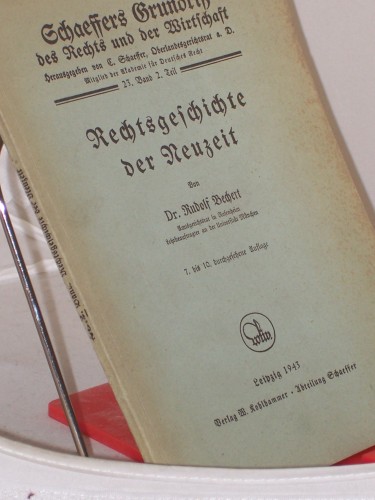 Schaeffers Grundriß
des Rechts und der Wirtschaft
Herausgegeben von C. Schaeffer, Oberlandesgerichtsrat a. D.
Mitglied der Akademie für Deutsches Recht
23. Band 2. Teil
Rechtsgeschichte
der Neuzeit
Von
Dr. Rudolf Bechert
Amtsgerichtsrat in
Lehrbeauftragter an der Universität München
7. bis 10. durchgesehene Auflage
Leipzig 1943
Verlag W. Kohlhammer · Abteilung Schaeffer